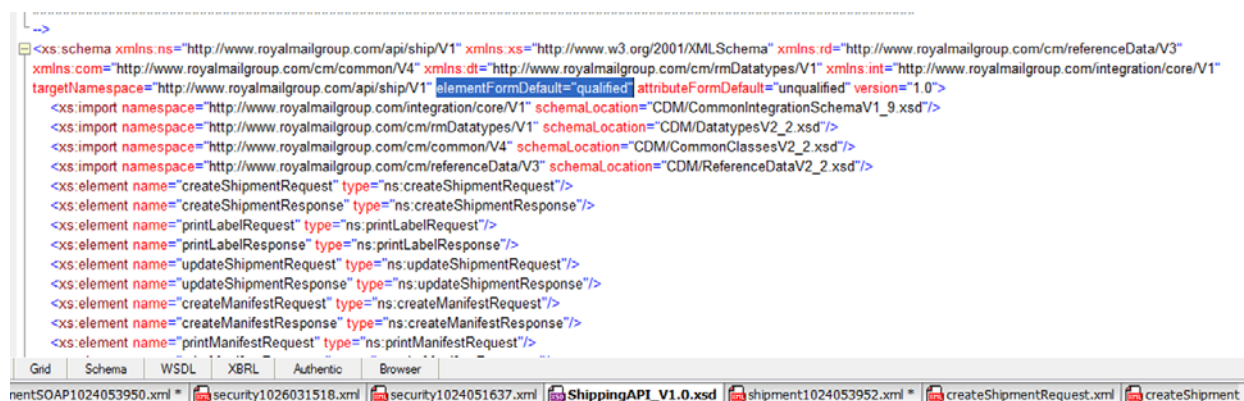 -->
<xs:schema xmlns:ns="http://www.royalmailgroup.com/api/ship/V1" xmlns:xs="http://www.w3.org/2001/XMLSchema" xmlns:rd="http://www.royalmailgroup.com/cm/referenceData/V3"
xmlns:com="http://www.royalmailgroup.com/cm/common/V4" xmlns:dt="http://www.royalmailgroup.com/cm/rmDatatypes/V1" xmlns:int="http://www.royalmailgroup.com/integration/core/V1"
targetNamespace="http://www.royalmailgroup.com/api/ship/V1" elementFormDefault="qualified" attributeFormDefault="unqualified" version="1.0">
<xs:import namespace="http://www.royalmailgroup.com/integration/core/V1" schemaLocation="CDM/CommonIntegrationSchemaV1_9.xsd"/>
<xs:import namespace="http://www.royalmailgroup.com/cm/rmDatatypes/V1" schemaLocation="CDM/DatatypesV2_2.xsd"/>
<xs:import namespace="http://www.royalmailgroup.com/cm/common/V4" schemaLocation="CDM/CommonClassesV2_2.xsd"/>
<xs:import namespace="http://www.royalmailgroup.com/cm/referenceData/V3" schemaLocation="CDM/ReferenceDataV2_2.xsd"/>
<xs:element name="createShipmentRequest" type="ns:createShipmentRequest"/>
<xs:element name="createShipmentResponse" type="ns:createShipmentResponse"/>
<xs:element name="printLabelRequest" type="ns:printLabelRequest"/>
<xs:element name="printLabelResponse" type="ns:printLabelResponse"/>
<xs:element name="updateShipmentRequest" type="ns:updateShipmentRequest"/>
<xs:element name="updateShipmentResponse" type="ns:updateShipmentResponse"/>
<xs:element name="createManifestRequest" type="ns:createManifestRequest"/>
<xs:element name="createManifestResponse" type="ns:createManifestResponse"/>
<xs:element name="printManifestRequest" type="ns:printManifestRequest"/>
Grid Schema WSDL XBRL Authentic Browser
nentSOAP1024053950.xml * security1026031518.xml security1024051637.xml ShippingAPI_V1.0.xsd shipment1024053952.xml * createShipmentRequest.xml createShipment